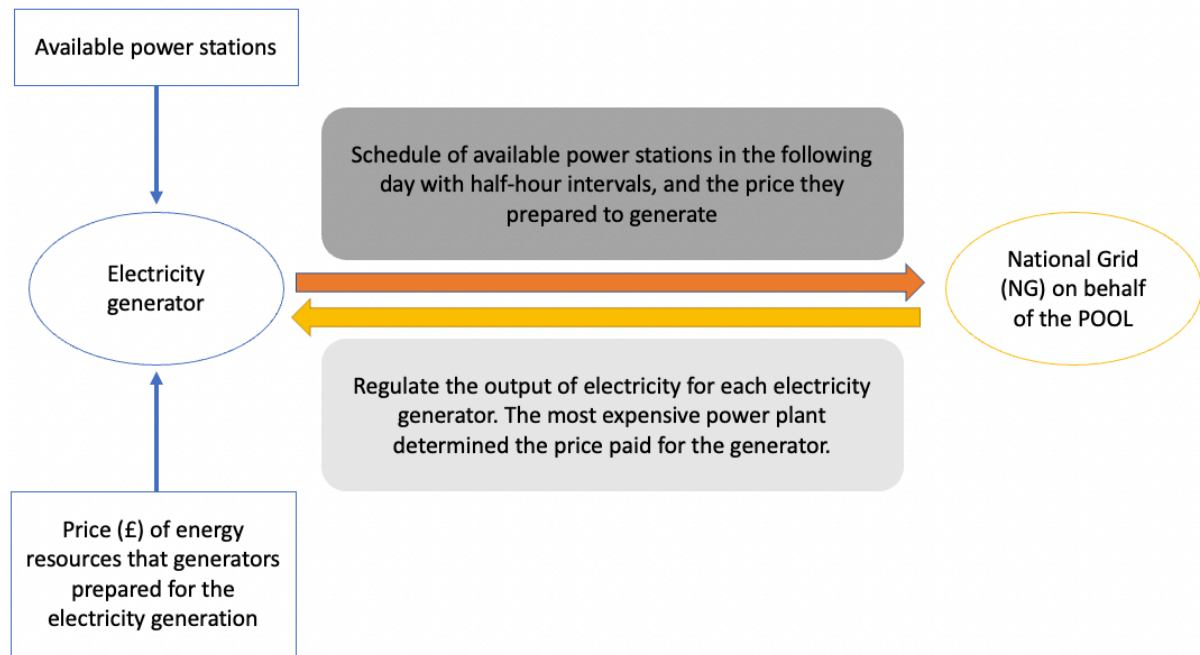 Available power stations
Schedule of available power stations in the following
day with half-hour intervals, and the price they
prepared to generate
Electricity
generator
National Grid
(NG) on behalf
of the POOL
Regulate the output of electricity for each electricity
generator. The most expensive power plant
determined the price paid for the generator.
Price (£) of energy
resources that generators
prepared for the
electricity generation